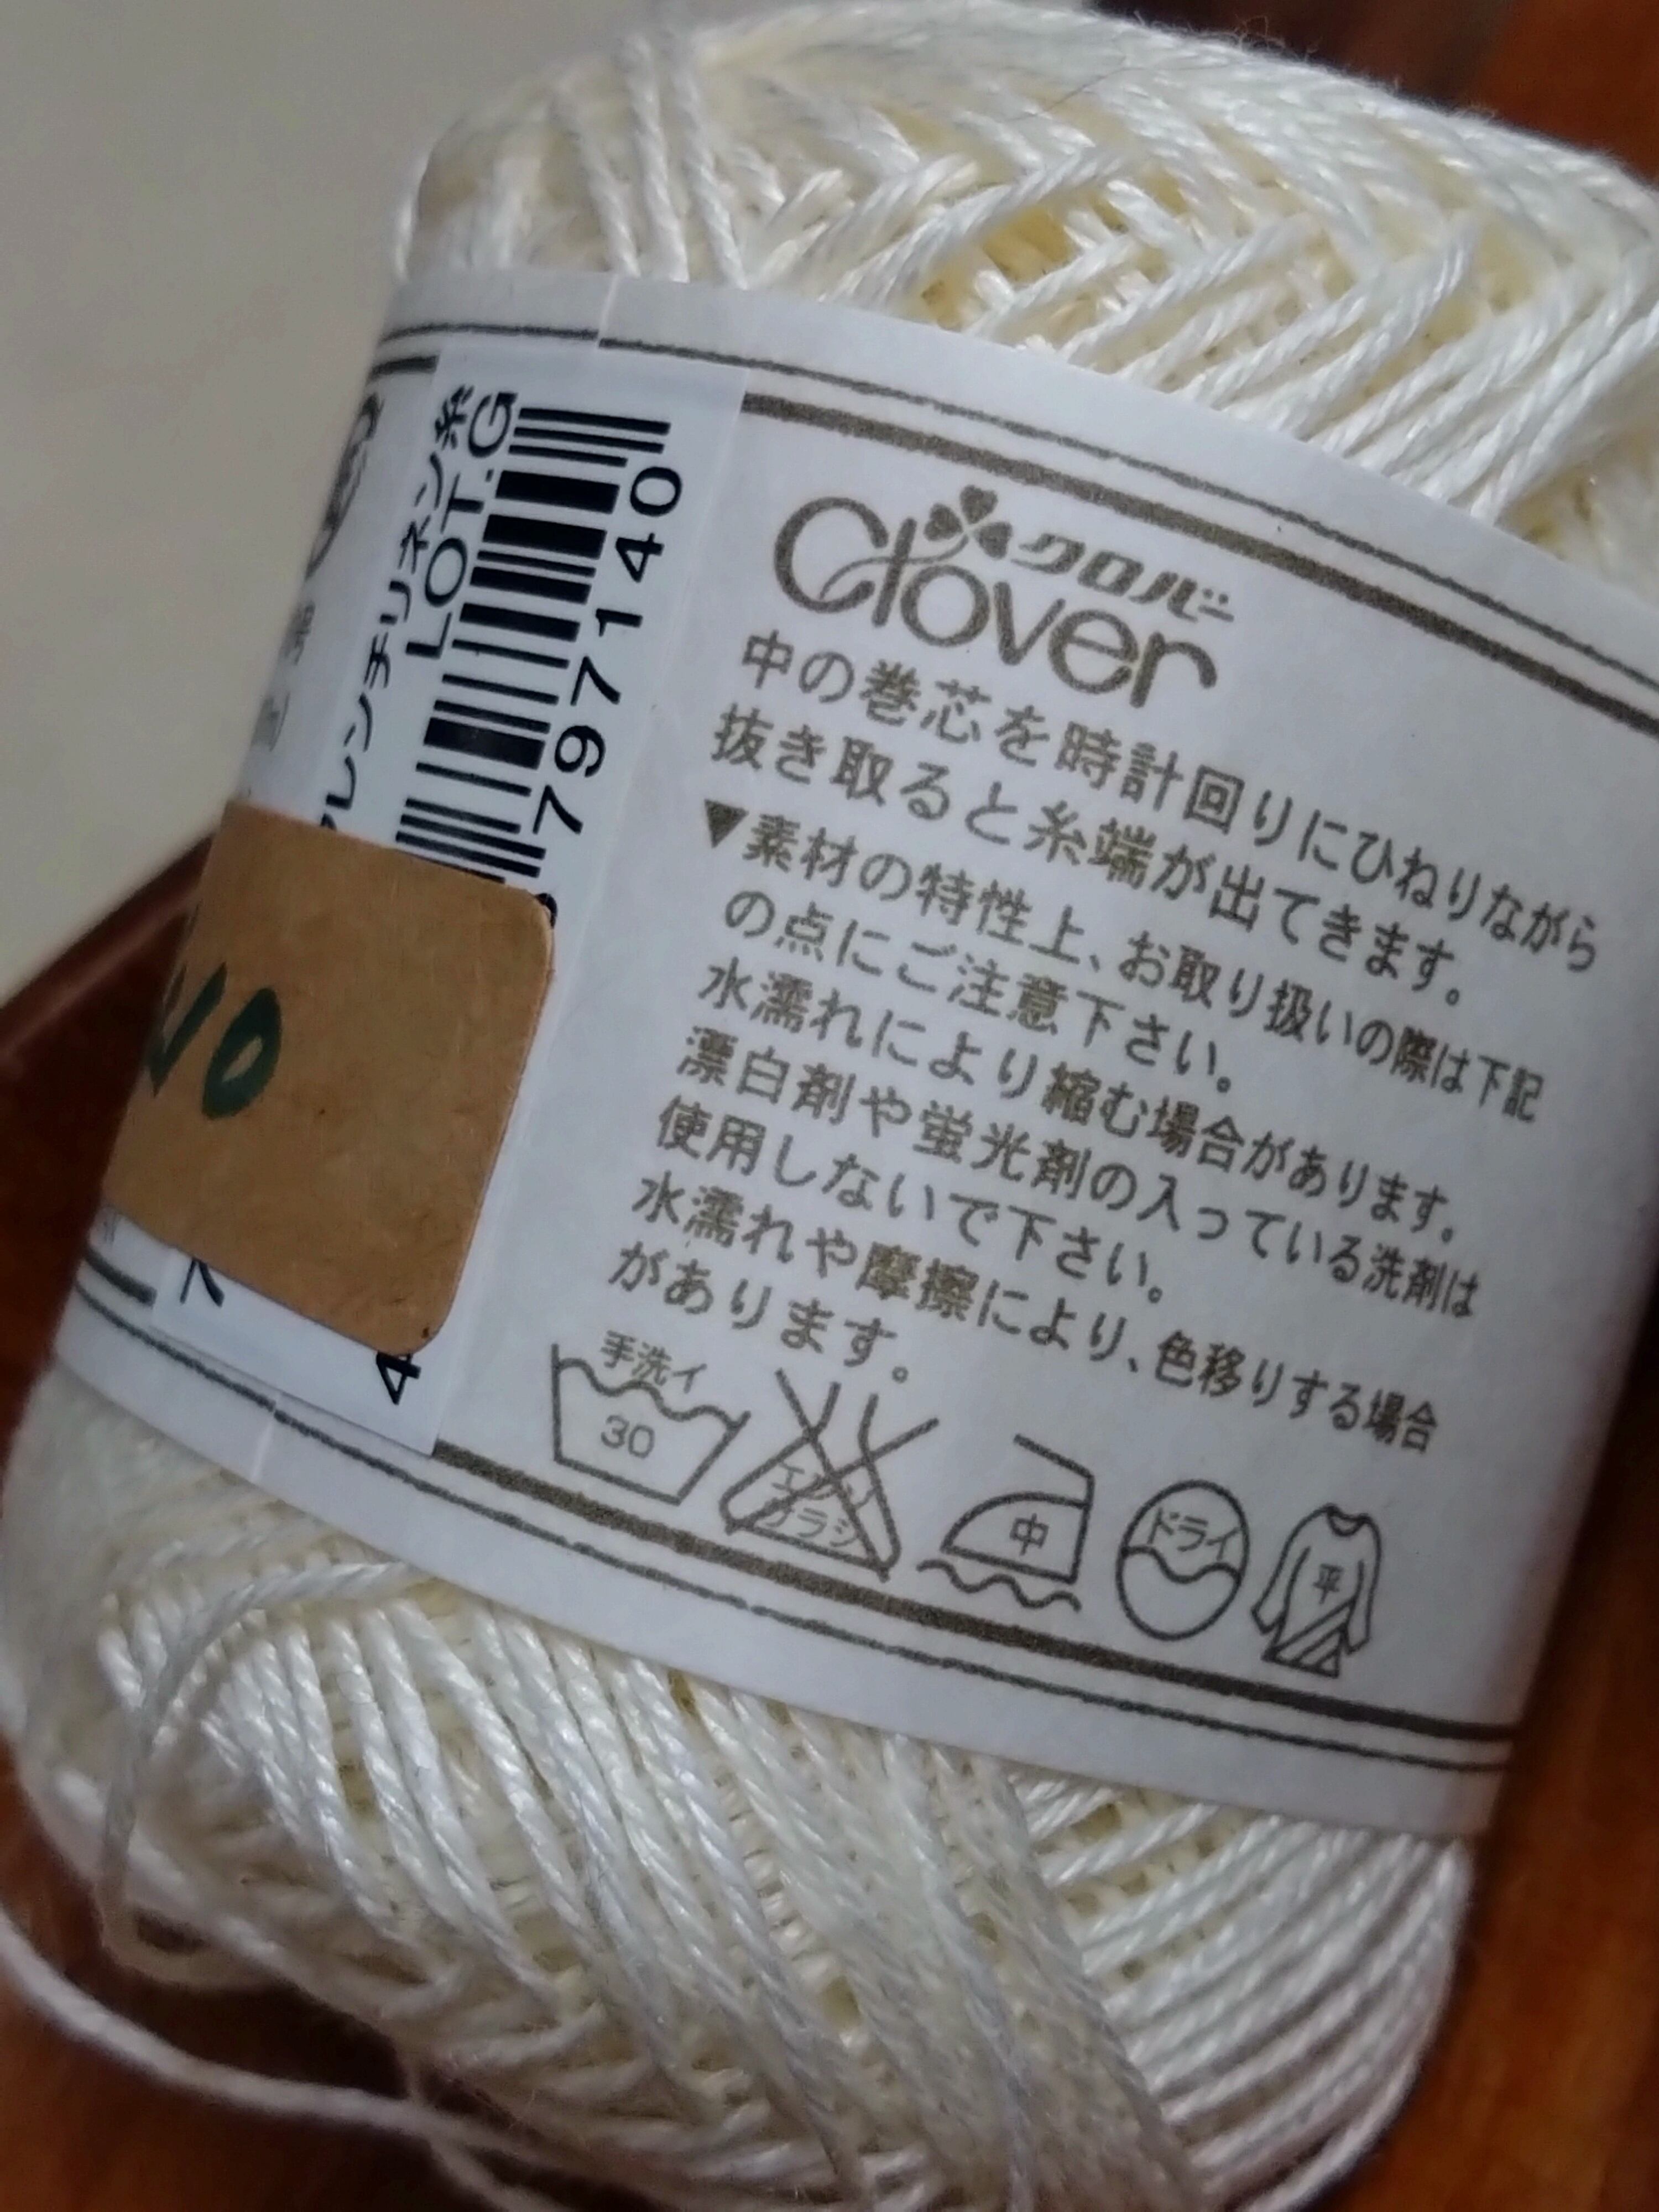 クロバー
Clover
中の巻芯を時計回りにひねりながら
抜き取ると糸端が出てきます。
▼素材の特性上、お取り扱いの際は下記
の点にご注意下さい。
水濡れにより縮む場合があります。
漂白剤や蛍光剤の入っている洗剤は
使用しないで下さい。
水濡れや摩擦により、色移りする場合
があります。
手洗イ
30
エンソ
サラシ
中
ドライ
平
フレンチリネン糸
LOT.G
797140
4